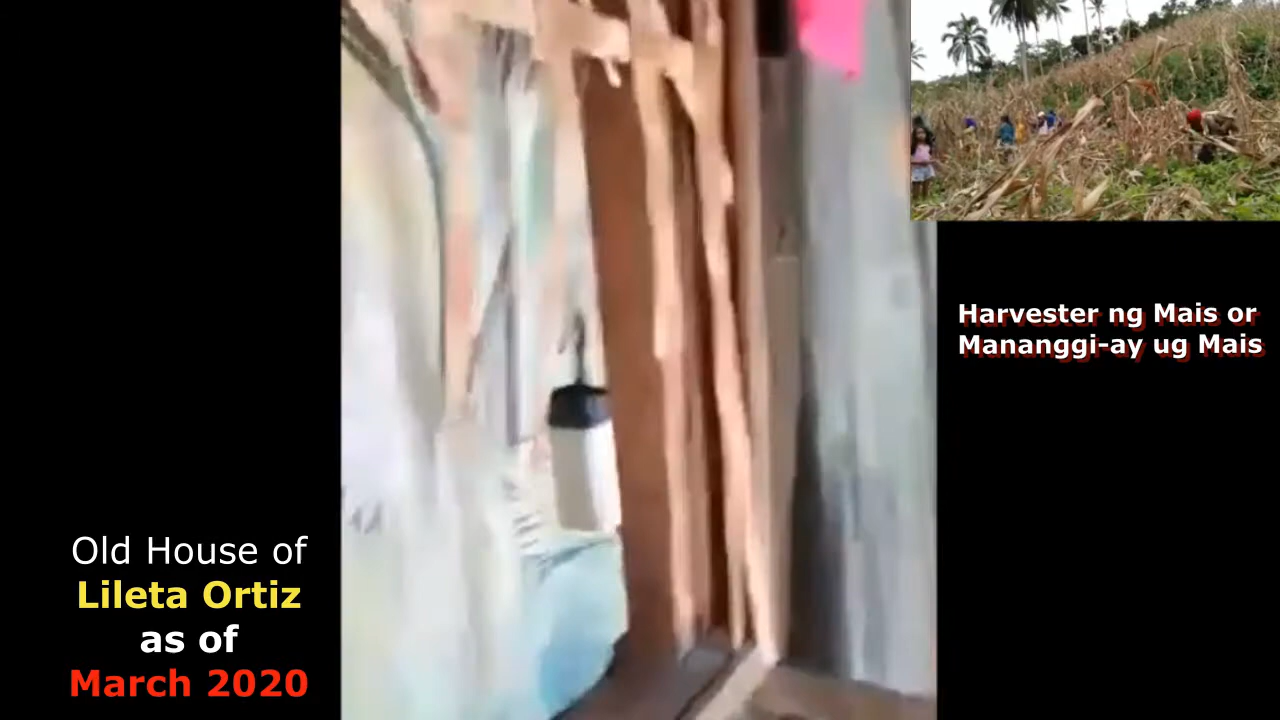 Harvester ng Mais or
Mananggi-ay ug Mais
Old House of
Lileta Ortiz
as of
March 2020